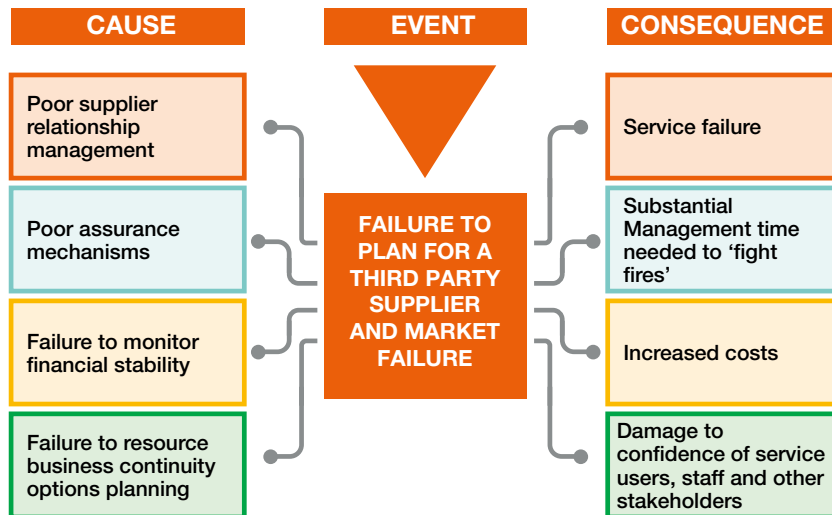 CAUSE
Poor supplier
relationship
management
Poor assurance
mechanisms
Failure to monitor
financial stability
Failure to resource
business continuity
options planning
EVENT
FAILURE TO
PLAN FOR A
THIRD PARTY
SUPPLIER
AND MARKET
FAILURE
CONSEQUENCE
Service failure
Substantial
Management time
needed to ‘fight
fires’
Increased costs
Damage to
confidence of service
users, staff and other
stakeholders